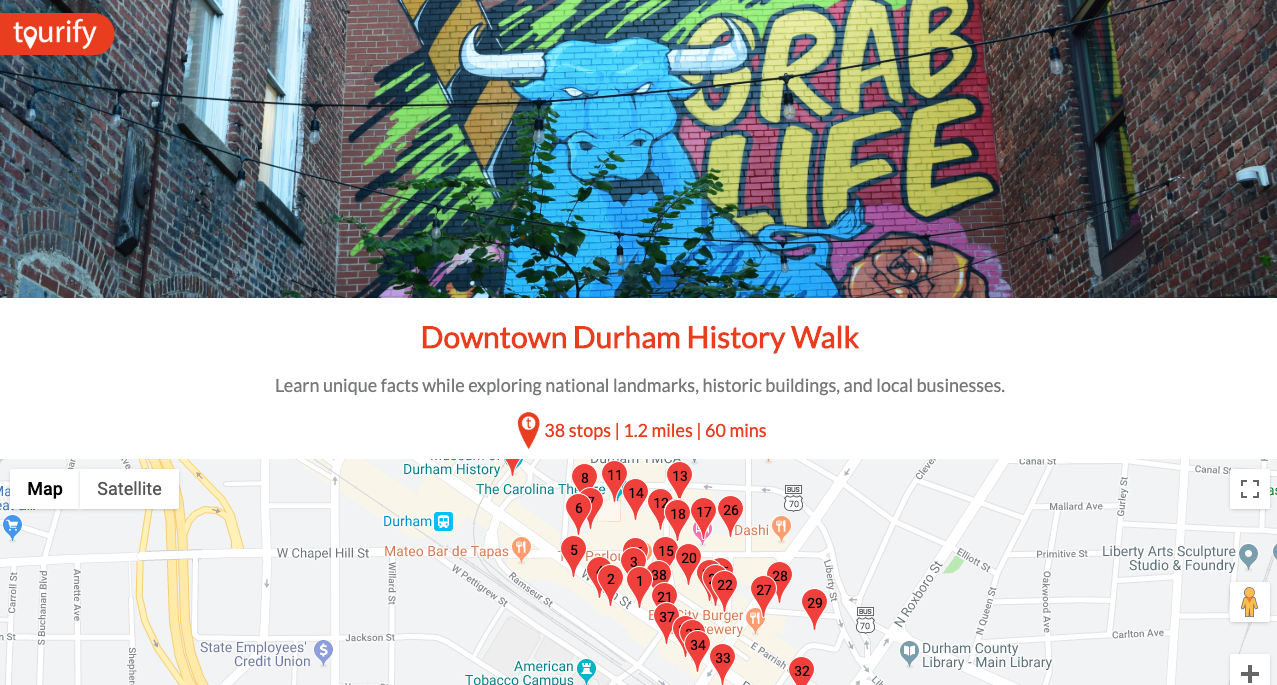 tourify
GRAB
LIFE
Downtown Durham History Walk
Learn unique facts while exploring national landmarks, historic buildings, and local businesses.
t
38 stops | 1.2 miles | 60 mins
Map
Satellite
Durham History
Durham YMCA
Canal St
Canal St
8
11
13
The Carolina
14
12
7
6
18
17
26
US
70
Gurley St
Mallard Ave
Durham
Dashi
5
W Chapel Hill St
Mateo Bar de Tapas
Parlour
3
15
20
38
Elliott St
Primitive St
Liberty Arts Sculpture
Studio & Foundry
Liberty St
N Roxboro St
2
1
22
28
27
Carroll St
S Buchanan Blvd
Arnette Ave
Willard St
W Pettigrew St
Ramseur St
21
29
N Queen St
Oakwood Ave
37
City Burger
US
70
Jackson St
34
33
E Parrish
Carlton Ave
State Employees'
Credit Union
Durham County
Library - Main Library
American
Tobacco Campus
32